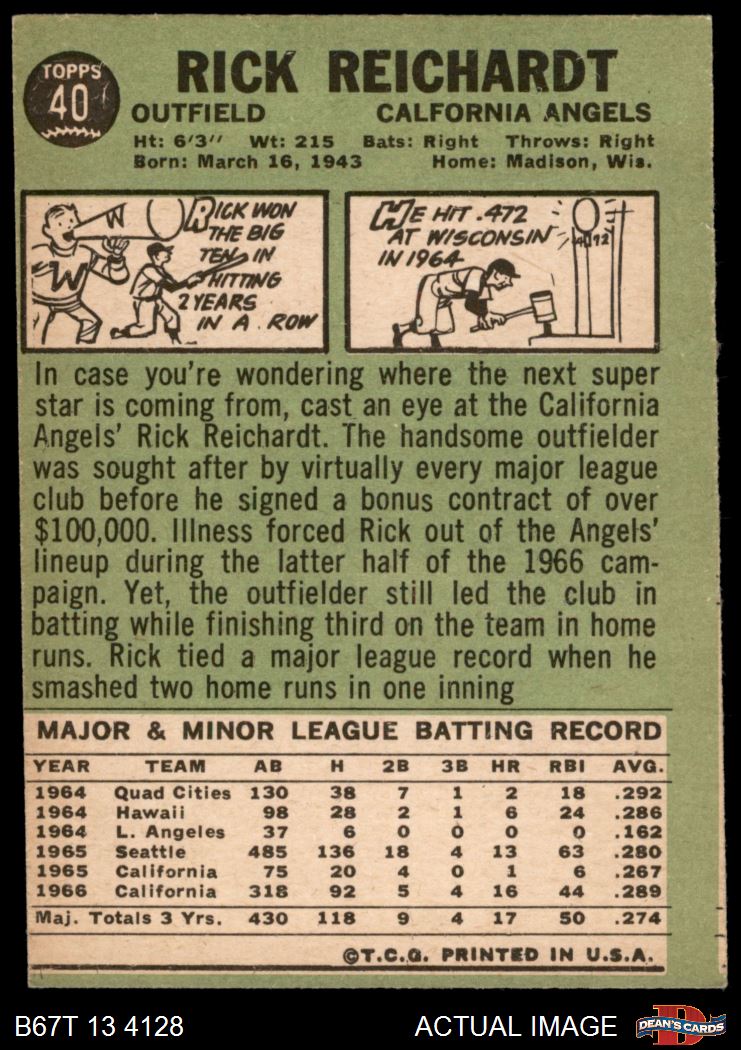 TOPPS
40
RICK REICHARDT
OUTFIELD CALFORNIA ANGELS
Ht: 6'3" Wt: 215 Bats: Right Throws: Right
Born: March 16, 1943 Home: Madison, Wis.
W
W
RICK WON
THE BIG
TEN IN
HITTING
2 YEARS
IN A ROW
HE HIT .472
AT WISCONSIN
IN 1964
.472
In case you're wondering where the next super
star is coming from, cast an eye at the California
Angels' Rick Reichardt. The handsome outfielder
was sought after by virtually every major league
club before he signed a bonus contract of over
$100,000. Illness forced Rick out of the Angels'
lineup during the latter half of the 1966 cam-
paign. Yet, the outfielder still led the club in
batting while finishing third on the team in home
runs. Rick tied a major league record when he
smashed two home runs in one inning
MAJOR & MINOR LEAGUE BATTING RECORD
YEAR TEAM AB H 2B 3B HR RBI AVG.
1964 Quad Cities 130 38 7 1 2 18 .292
1964 Hawaii 98 28 2 1 6 24 .286
1964 L. Angeles 37 6 0 0 0 0 .162
1965 Seattle 485 136 18 4 13 63 .280
1965 California 75 20 4 0 1 6 .267
1966 California 318 92 5 4 16 44 .289
Maj. Totals 3 Yrs. 430 118 9 4 17 50 .274
©T.C.G. PRINTED IN U.S.A.
B67T 13 4128 ACTUAL IMAGE DEAN'S CARDS